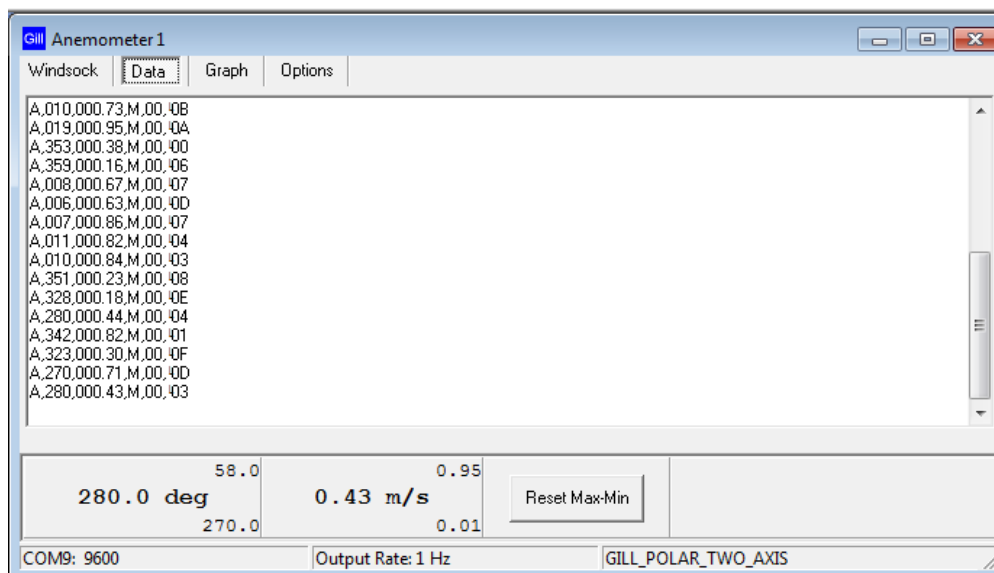 Gill Anemometer 1
Windsock Data Graph Options
A,010,000.73,M,00,'0B
A,019,000.95,M,00,'0A
A,353,000.38,M,00,'00
A,359,000.16,M,00,'06
A,008,000.67,M,00,'07
A,006,000.63,M,00,'0D
A,007,000.86,M,00,'07
A,011,000.82,M,00,'04
A,010,000.84,M,00,'03
A,351,000.23,M,00,'08
A,328,000.18,M,00,'0E
A,280,000.44,M,00,'04
A,342,000.82,M,00,'01
A,323,000.30,M,00,'0F
A,270,000.71,M,00,'0D
A,280,000.43,M,00,'03
58.0 0.95
280.0 deg 0.43 m/s Reset Max-Min
270.0 0.01
COM9: 9600 Output Rate: 1 Hz GILL_POLAR_TWO_AXIS